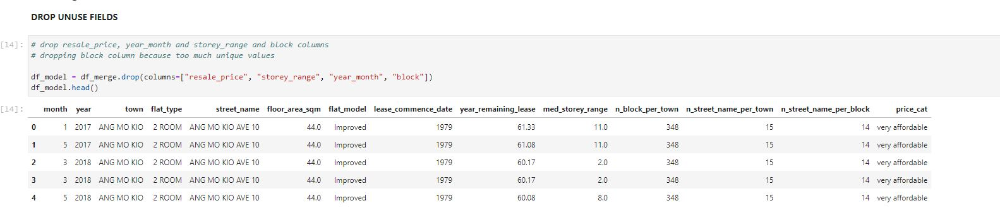 DROP UNUSE FIELDS
[14]: # drop resale_price, year_month and storey_range and block columns
# dropping block column because too much unique values
df_model = df_merge.drop(columns=["resale_price", "storey_range", "year_month", "block"])
df_model.head()
[14]: month year town flat_type street_name floor_area_sqm flat_model lease_commence_date year_remaining_lease med_storey_range n_block_per_town n_street_name_per_town n_street_name_per_block price_cat
0 1 2017 ANG MO KIO 2 ROOM ANG MO KIO AVE 10 44.0 Improved 1979 61.33 11.0 348 15 14 very affordable
1 5 2017 ANG MO KIO 2 ROOM ANG MO KIO AVE 10 44.0 Improved 1979 61.08 11.0 348 15 14 very affordable
2 3 2018 ANG MO KIO 2 ROOM ANG MO KIO AVE 10 44.0 Improved 1979 60.17 2.0 348 15 14 very affordable
3 3 2018 ANG MO KIO 2 ROOM ANG MO KIO AVE 10 44.0 Improved 1979 60.17 2.0 348 15 14 very affordable
4 5 2018 ANG MO KIO 2 ROOM ANG MO KIO AVE 10 44.0 Improved 1979 60.08 8.0 348 15 14 very affordable